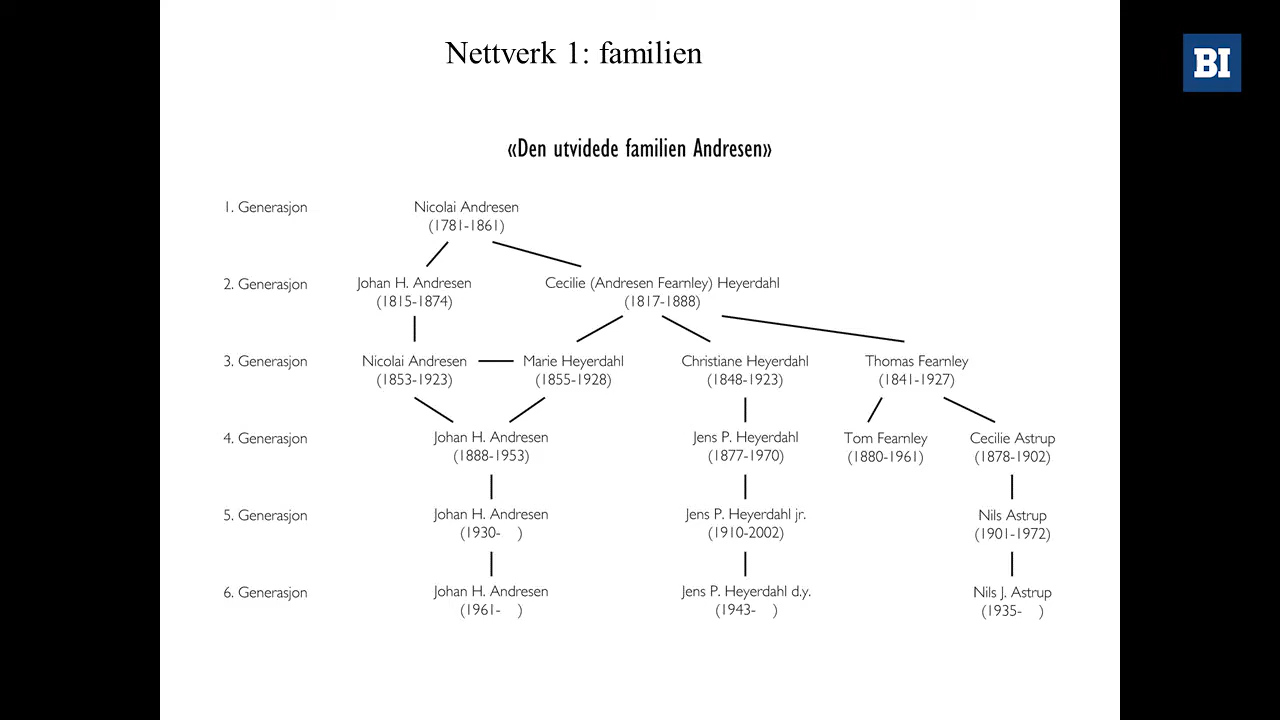 Nettverk 1: familien
BI
«Den utvidede familien Andresen»
1. Generasjon Nicolai Andresen
(1781-1861)
2. Generasjon Johan H. Andresen Cecilie (Andresen Fearnley) Heyerdahl
(1815-1874) (1817-1888)
3. Generasjon Nicolai Andresen Marie Heyerdahl Christiane Heyerdahl Thomas Fearnley
(1853-1923) (1855-1928) (1848-1923) (1841-1927)
4. Generasjon Johan H. Andresen Jens P. Heyerdahl Tom Fearnley Cecilie Astrup
(1888-1953) (1877-1970) (1880-1961) (1878-1902)
5. Generasjon Johan H. Andresen Jens P. Heyerdahl jr. Nils Astrup
(1930- ) (1910-2002) (1901-1972)
6. Generasjon Johan H. Andresen Jens P. Heyerdahl d.y. Nils J. Astrup
(1961- ) (1943- ) (1935- )